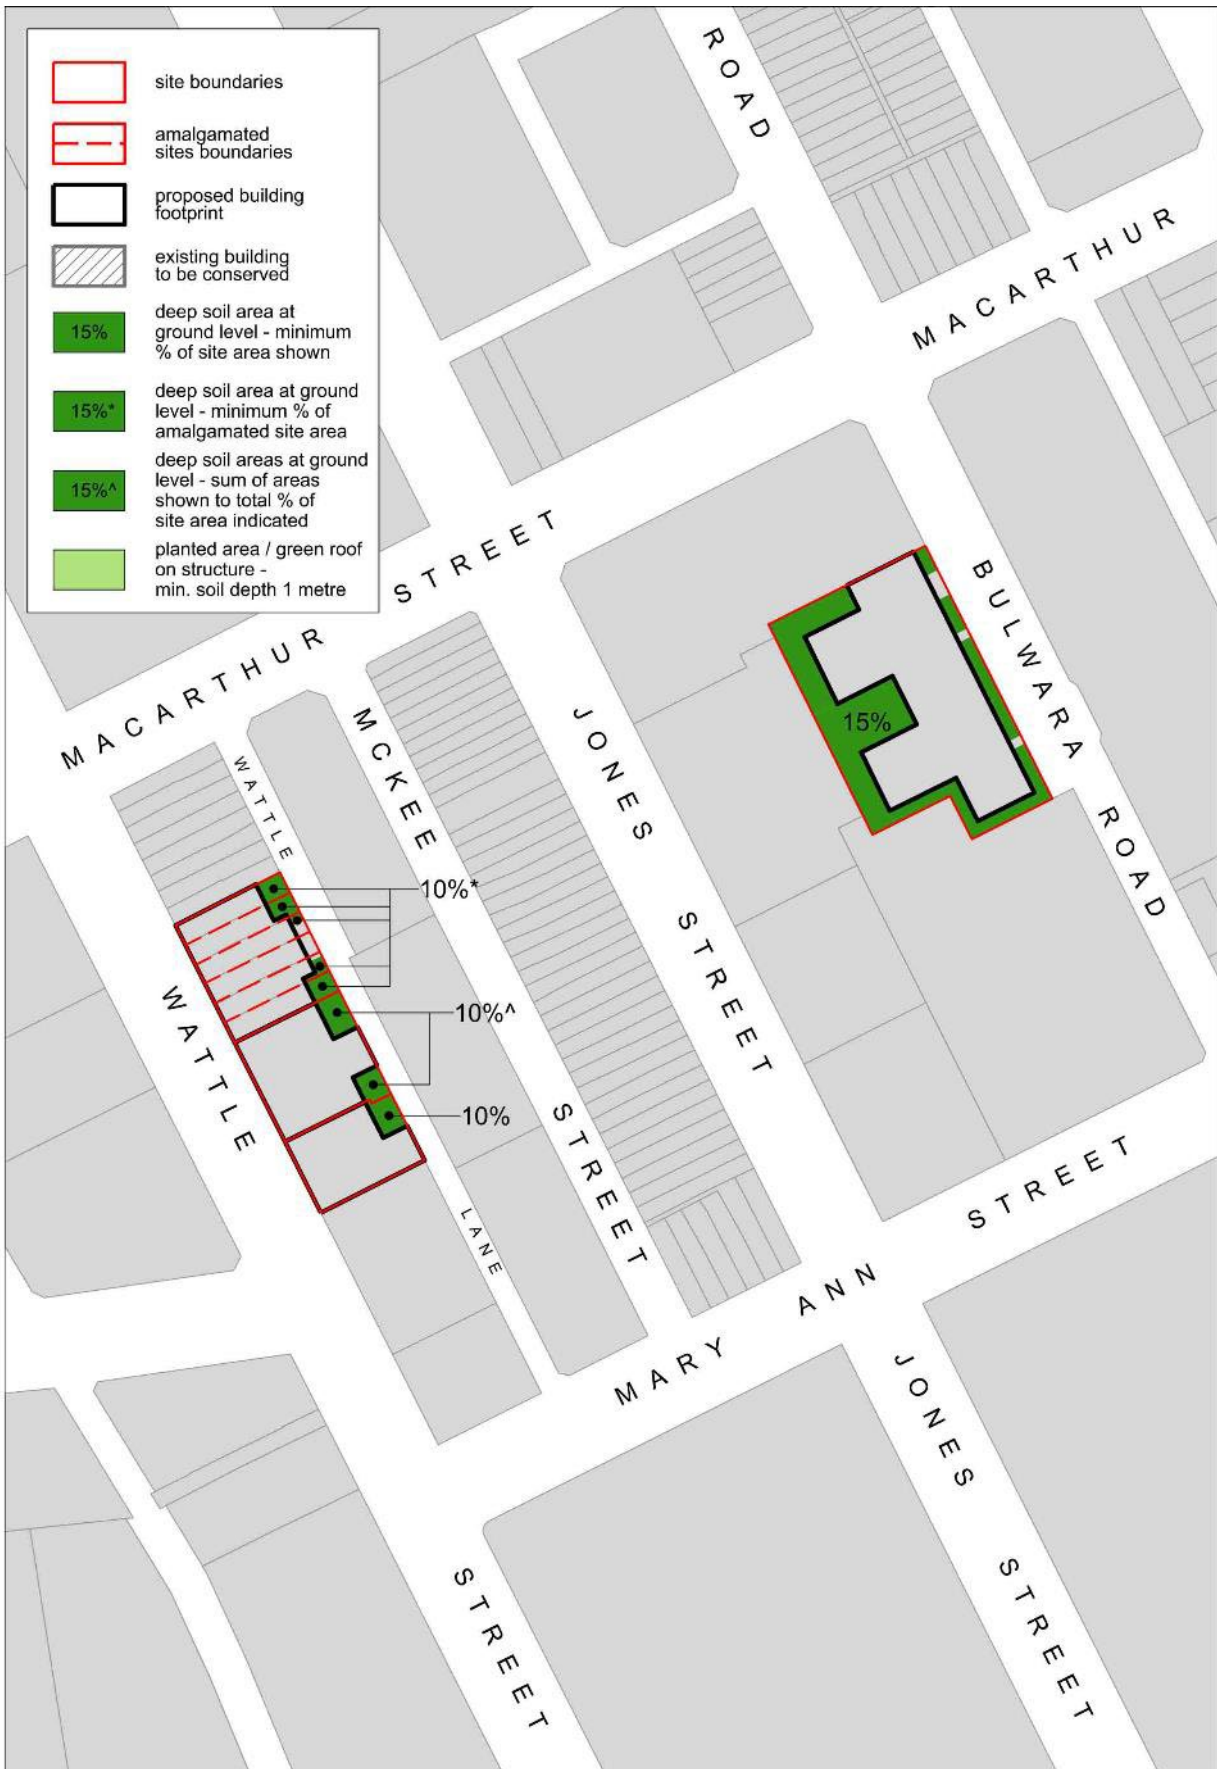 site boundaries
amalgamated
sites boundaries
proposed building
footprint
existing building
to be conserved
15%
deep soil area at
ground level - minimum
% of site area shown
15%*
deep soil area at ground
level - minimum % of
amalgamated site area
15%^
deep soil areas at ground
level - sum of areas
shown to total % of
site area indicated
planted area / green roof
on structure -
min. soil depth 1 metre
ROAD
MACARTHUR
MACARTHUR STREET
BULWARA ROAD
15%
JONES STREET
MCKEE STREET
WATTLE LANE
10%*
10%^
10%
WATTLE STREET
MARY ANN STREET
JONES STREET